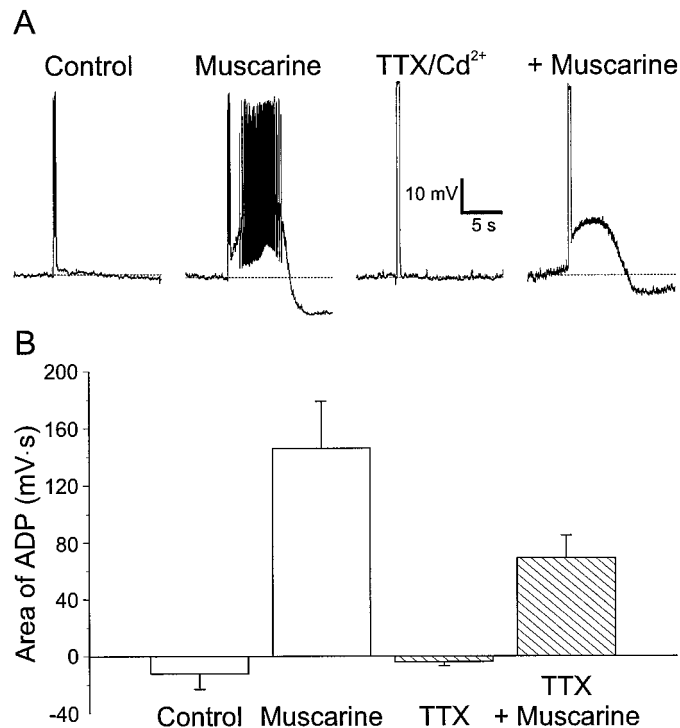 A
Control Muscarine TTX/Cd²⁺ + Muscarine
10 mV
5 s
B
Area of ADP (mV·s)
200
160
120
80
40
0
-40
Control Muscarine TTX TTX
+ Muscarine